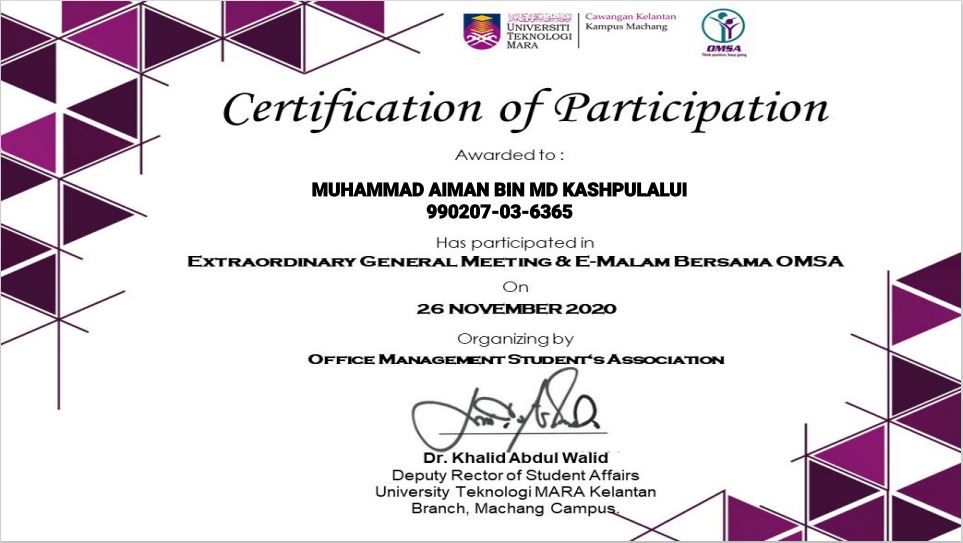 UNIVERSITI
TEKNOLOGI
MARA
Cawangan Kelantan
Kampus Machang
OMSA
Think positive, keep going
Certification of Participation
Awarded to :
MUHAMMAD AIMAN BIN MD KASHPULALUI
990207-03-6365
Has participated in
EXTRAORDINARY GENERAL MEETING & E-MALAM BERSAMA OMSA
On
26 NOVEMBER 2020
Organizing by
OFFICE MANAGEMENT STUDENT'S ASSOCIATION
Dr. Khalid Abdul Walid
Deputy Rector of Student Affairs
University Teknologi MARA Kelantan
Branch, Machang Campus.